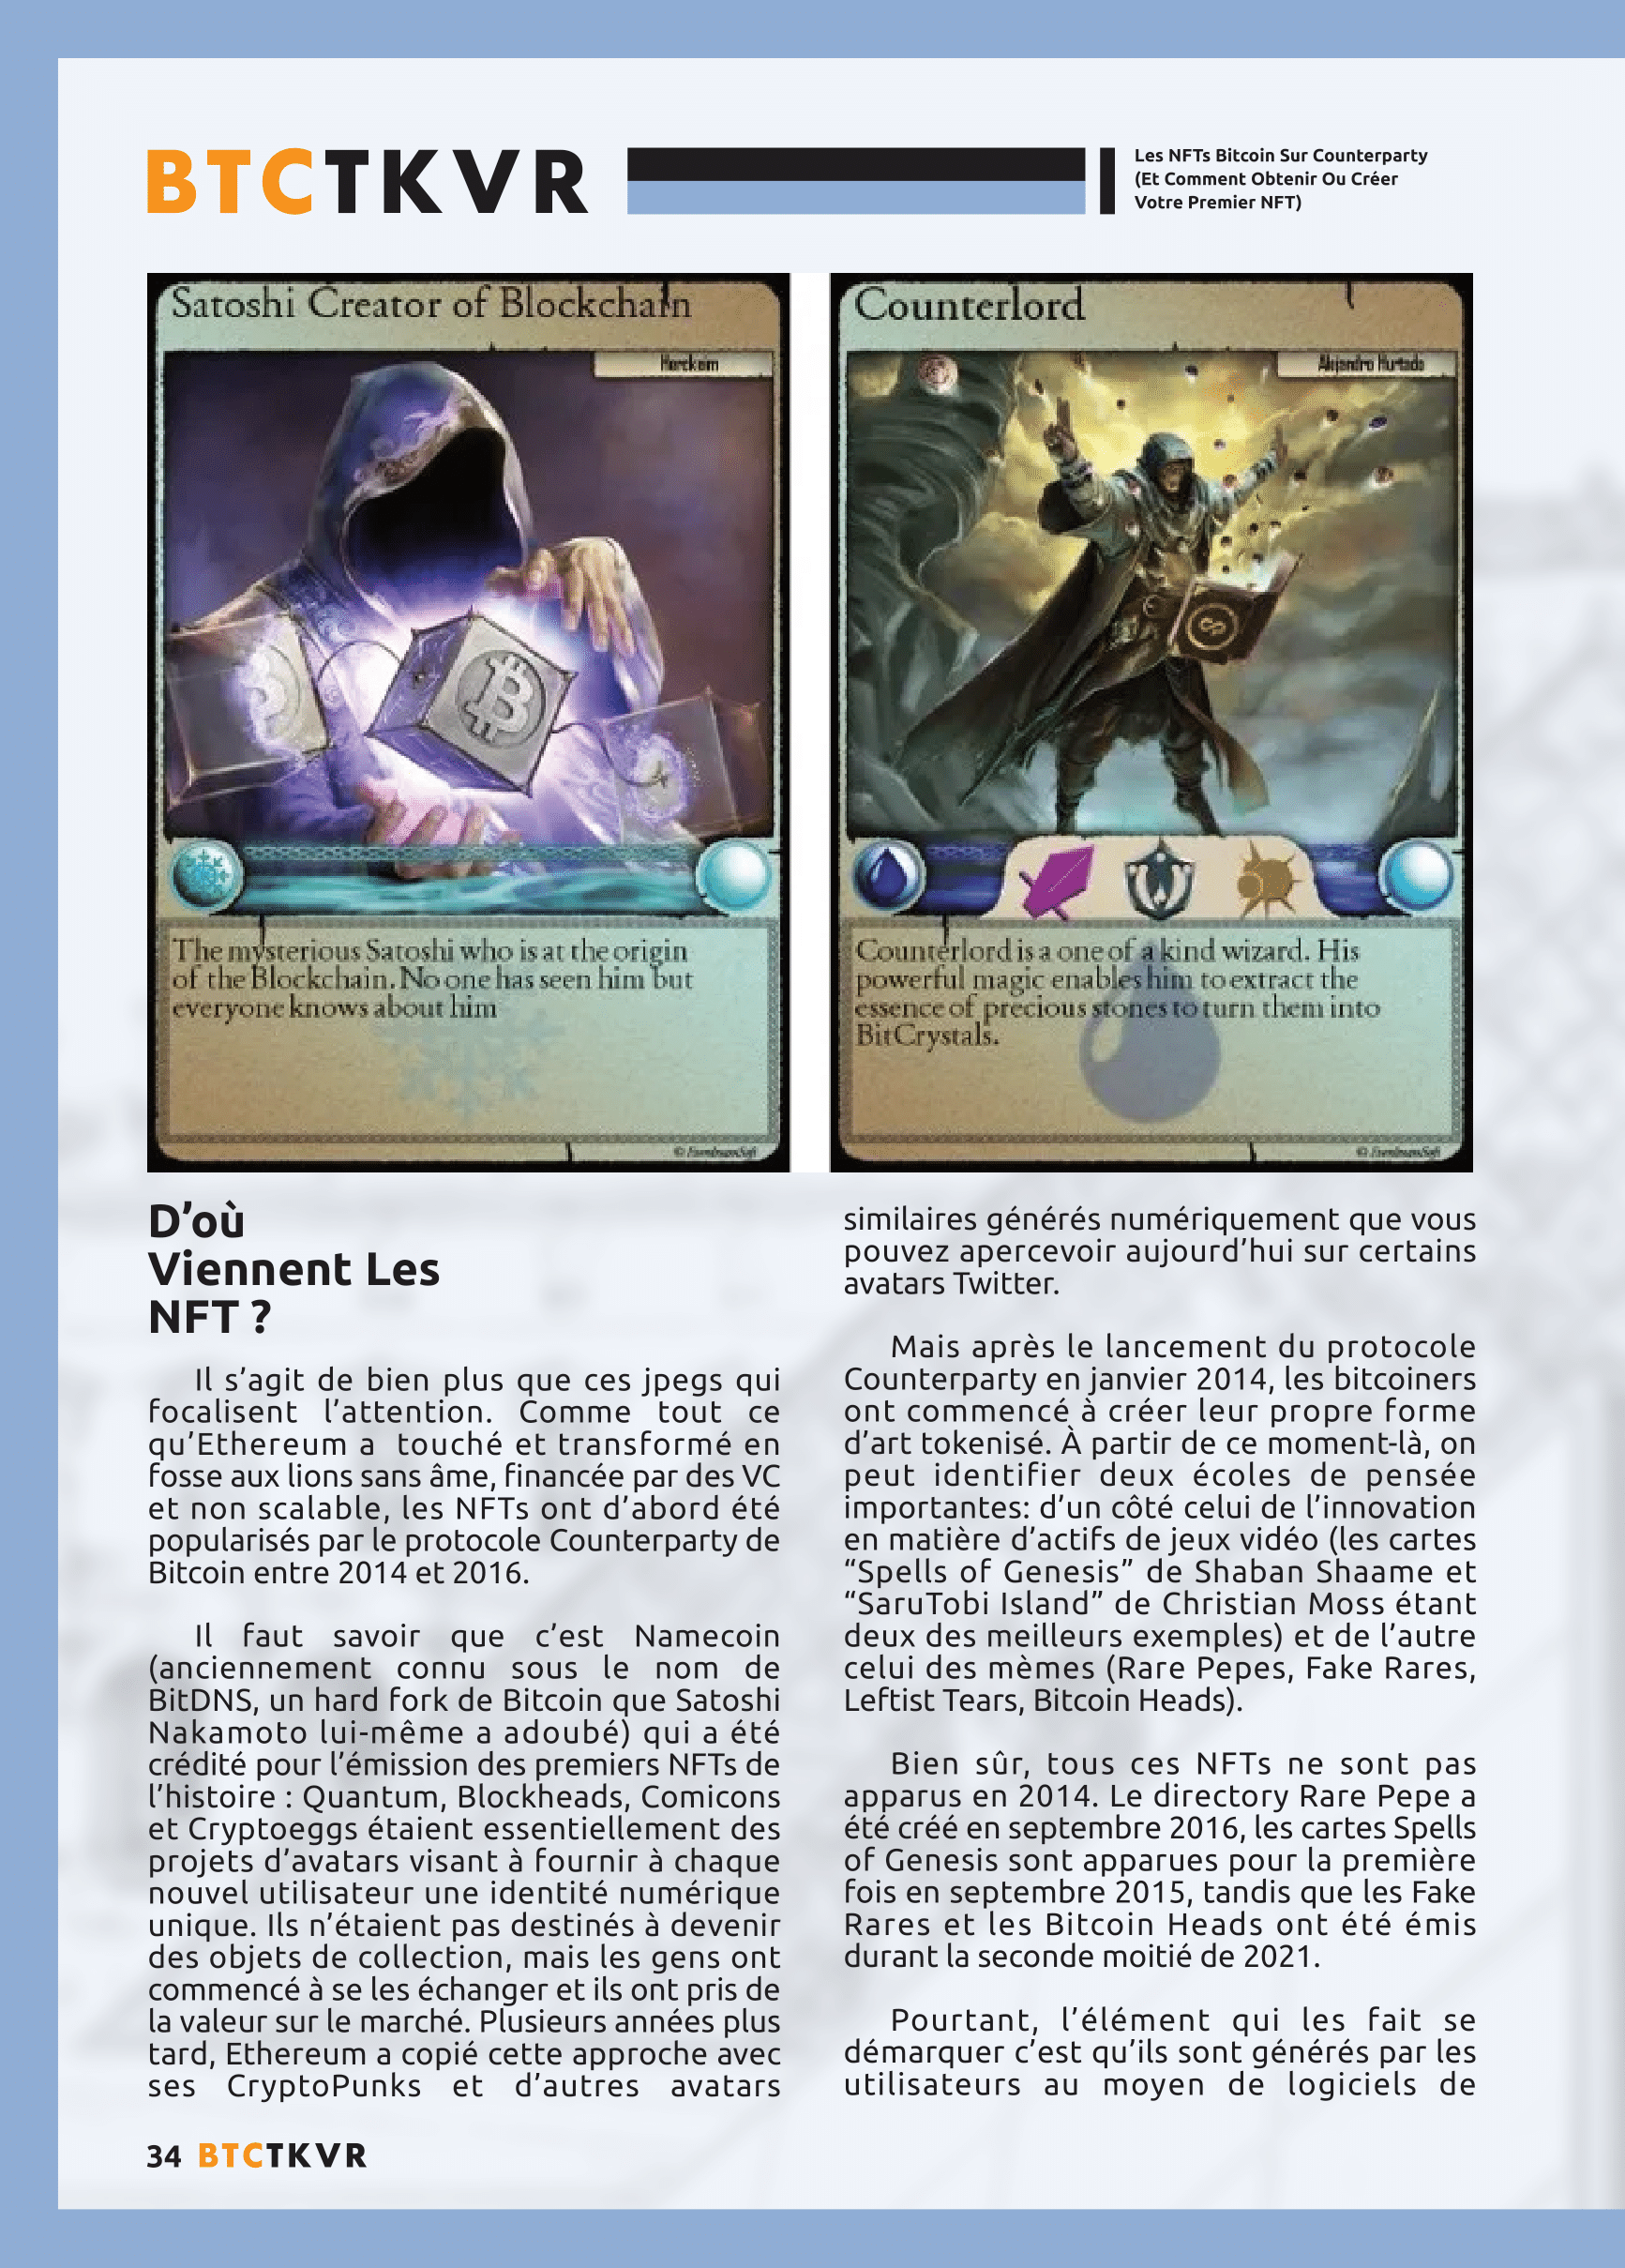 BTCTKVR
Les NFTs Bitcoin Sur Counterparty
(Et Comment Obtenir Ou Créer
Votre Premier NFT)
Satoshi Creator of Blockchain
Herckeim
The mysterious Satoshi who is at the origin
of the Blockchain. No one has seen him but
everyone knows about him
© EverdreamSoft
Counterlord
Alejandro Hurtado
Counterlord is a one of a kind wizard. His
powerful magic enables him to extract the
essence of precious stones to turn them into
BitCrystals.
© EverdreamSoft
D’où
Viennent Les
NFT ?
Il s’agit de bien plus que ces jpegs qui
focalisent l’attention. Comme tout ce
qu’Ethereum a touché et transformé en
fosse aux lions sans âme, financée par des VC
et non scalable, les NFTs ont d’abord été
popularisés par le protocole Counterparty de
Bitcoin entre 2014 et 2016.
Il faut savoir que c’est Namecoin
(anciennement connu sous le nom de
BitDNS, un hard fork de Bitcoin que Satoshi
Nakamoto lui-même a adoubé) qui a été
crédité pour l’émission des premiers NFTs de
l’histoire : Quantum, Blockheads, Comicons
et Cryptoeggs étaient essentiellement des
projets d’avatars visant à fournir à chaque
nouvel utilisateur une identité numérique
unique. Ils n’étaient pas destinés à devenir
des objets de collection, mais les gens ont
commencé à se les échanger et ils ont pris de
la valeur sur le marché. Plusieurs années plus
tard, Ethereum a copié cette approche avec
ses CryptoPunks et d’autres avatars
similaires générés numériquement que vous
pouvez apercevoir aujourd’hui sur certains
avatars Twitter.
Mais après le lancement du protocole
Counterparty en janvier 2014, les bitcoiners
ont commencé à créer leur propre forme
d’art tokenisé. À partir de ce moment-là, on
peut identifier deux écoles de pensée
importantes: d’un côté celui de l’innovation
en matière d’actifs de jeux vidéo (les cartes
“Spells of Genesis” de Shaban Shaame et
“SaruTobi Island” de Christian Moss étant
deux des meilleurs exemples) et de l’autre
celui des mèmes (Rare Pepes, Fake Rares,
Leftist Tears, Bitcoin Heads).
Bien sûr, tous ces NFTs ne sont pas
apparus en 2014. Le directory Rare Pepe a
été créé en septembre 2016, les cartes Spells
of Genesis sont apparues pour la première
fois en septembre 2015, tandis que les Fake
Rares et les Bitcoin Heads ont été émis
durant la seconde moitié de 2021.
Pourtant, l’élément qui les fait se
démarquer c’est qu’ils sont générés par les
utilisateurs au moyen de logiciels de
34 BTCTKVR